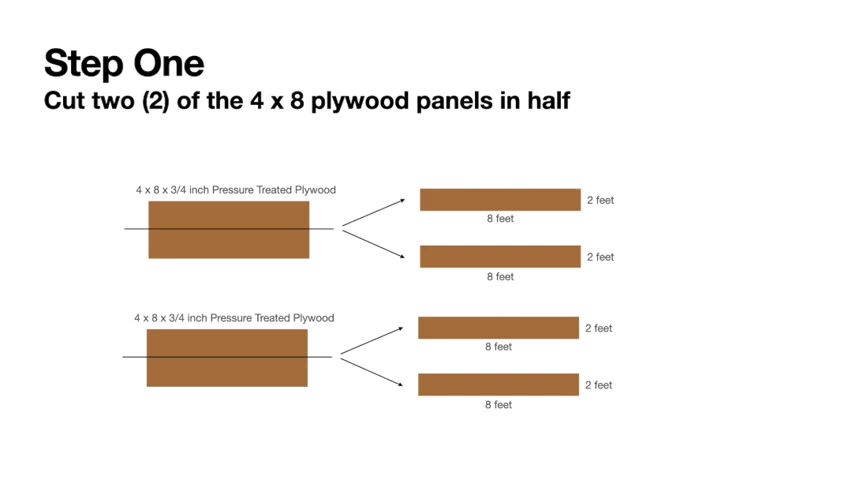 Step One
Cut two (2) of the 4 x 8 plywood panels in half
4 x 8 x 3/4 inch Pressure Treated Plywood
2 feet
8 feet
2 feet
8 feet
4 x 8 x 3/4 inch Pressure Treated Plywood
2 feet
8 feet
2 feet
8 feet